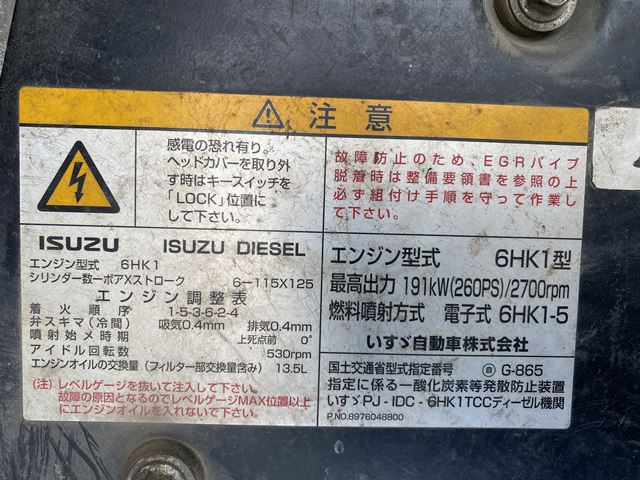 注意
感電の恐れ有り。
ヘッドカバーを取り外
す時はキースイッチを
「LOCK」位置に
して下さい。
故障防止のため、EGRパイプ
脱着時は整備要領書を参照の上
必ず組付け手順を守って作業し
て下さい。
ISUZU ISUZU DIESEL
エンジン型式 6HK1
シリンダー数ーボアXストローク 6－115X125
エンジン調整表
着火順序 1-5-3-6-2-4
弁スキマ(冷間) 吸気0.4mm 排気0.4mm
噴射始メ時期 上死点前 0°
アイドル回転数 530rpm
エンジンオイルの交換量(フィルター部交換量含み) 13.5L
(注)レベルゲージを抜いて注入して下さい。
故障の原因となるのでレベルゲージMAX位置以上
にエンジンオイルを入れないで下さい。
エンジン型式 6HK1型
最高出力 191kW(260PS)/2700rpm
燃料噴射方式 電子式 6HK1-5
いすゞ自動車株式会社
国土交通省型式指定番号 自 G-865
指定に係る一酸化炭素等発散防止装置
いすゞPJ-IDC-6HK1TCCディーゼル機関
P.NO.8976048800